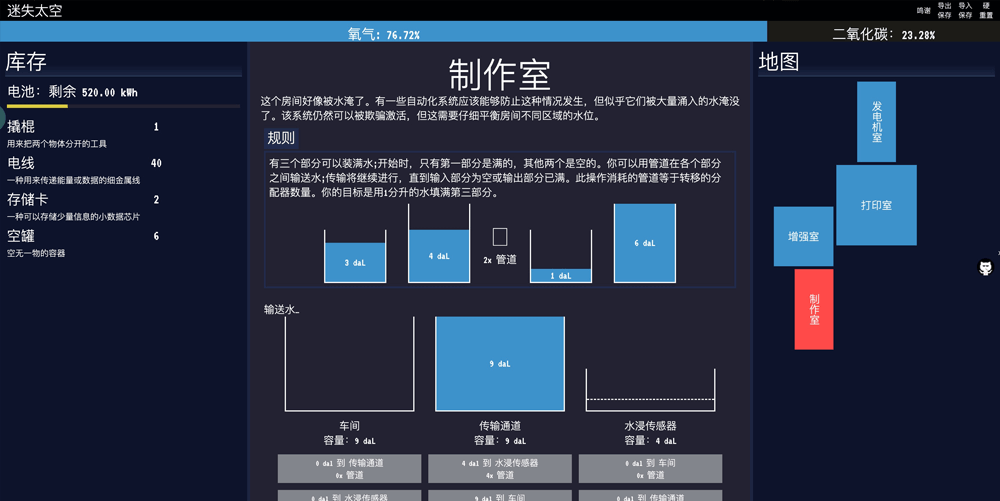 迷失太空
鸣谢
导出保存
导入保存
硬重置
氧气: 76.72%
二氧化碳: 23.28%
库存
电池: 剩余 520.00 kWh
撬棍 1
用来把两个物体分开的工具
电线 40
一种用来传递能量或数据的细金属线
存储卡 2
一种可以存储少量信息的小数据芯片
空罐 6
空无一物的容器
制作室
这个房间好像被水淹了。有一些自动化系统应该能够防止这种情况发生，但似乎它们被大量涌入的水淹没
了。该系统仍然可以被欺骗激活，但这需要仔细平衡房间不同区域的水位。
规则
有三个部分可以装满水;开始时，只有第一部分是满的，其他两个是空的。你可以用管道在各个部分
之间输送水;传输将继续进行，直到输入部分为空或输出部分已满。此操作消耗的管道等于转移的分
配器数量。你的目标是用1分升的水填满第三部分。
3 daL
4 daL
2x 管道
1 daL
6 daL
输送水_
9 daL
车间
容量: 9 daL
传输通道
容量: 9 daL
水浸传感器
容量: 4 daL
0 dal 到 传输通道
0x 管道
4 dal 到 水浸传感器
4x 管道
0 dal 到 车间
0x 管道
0 dal 到 水浸传感器
9 dal 到 车间
0 dal 到 传输通道
地图
发电机室
打印室
增强室
制作室